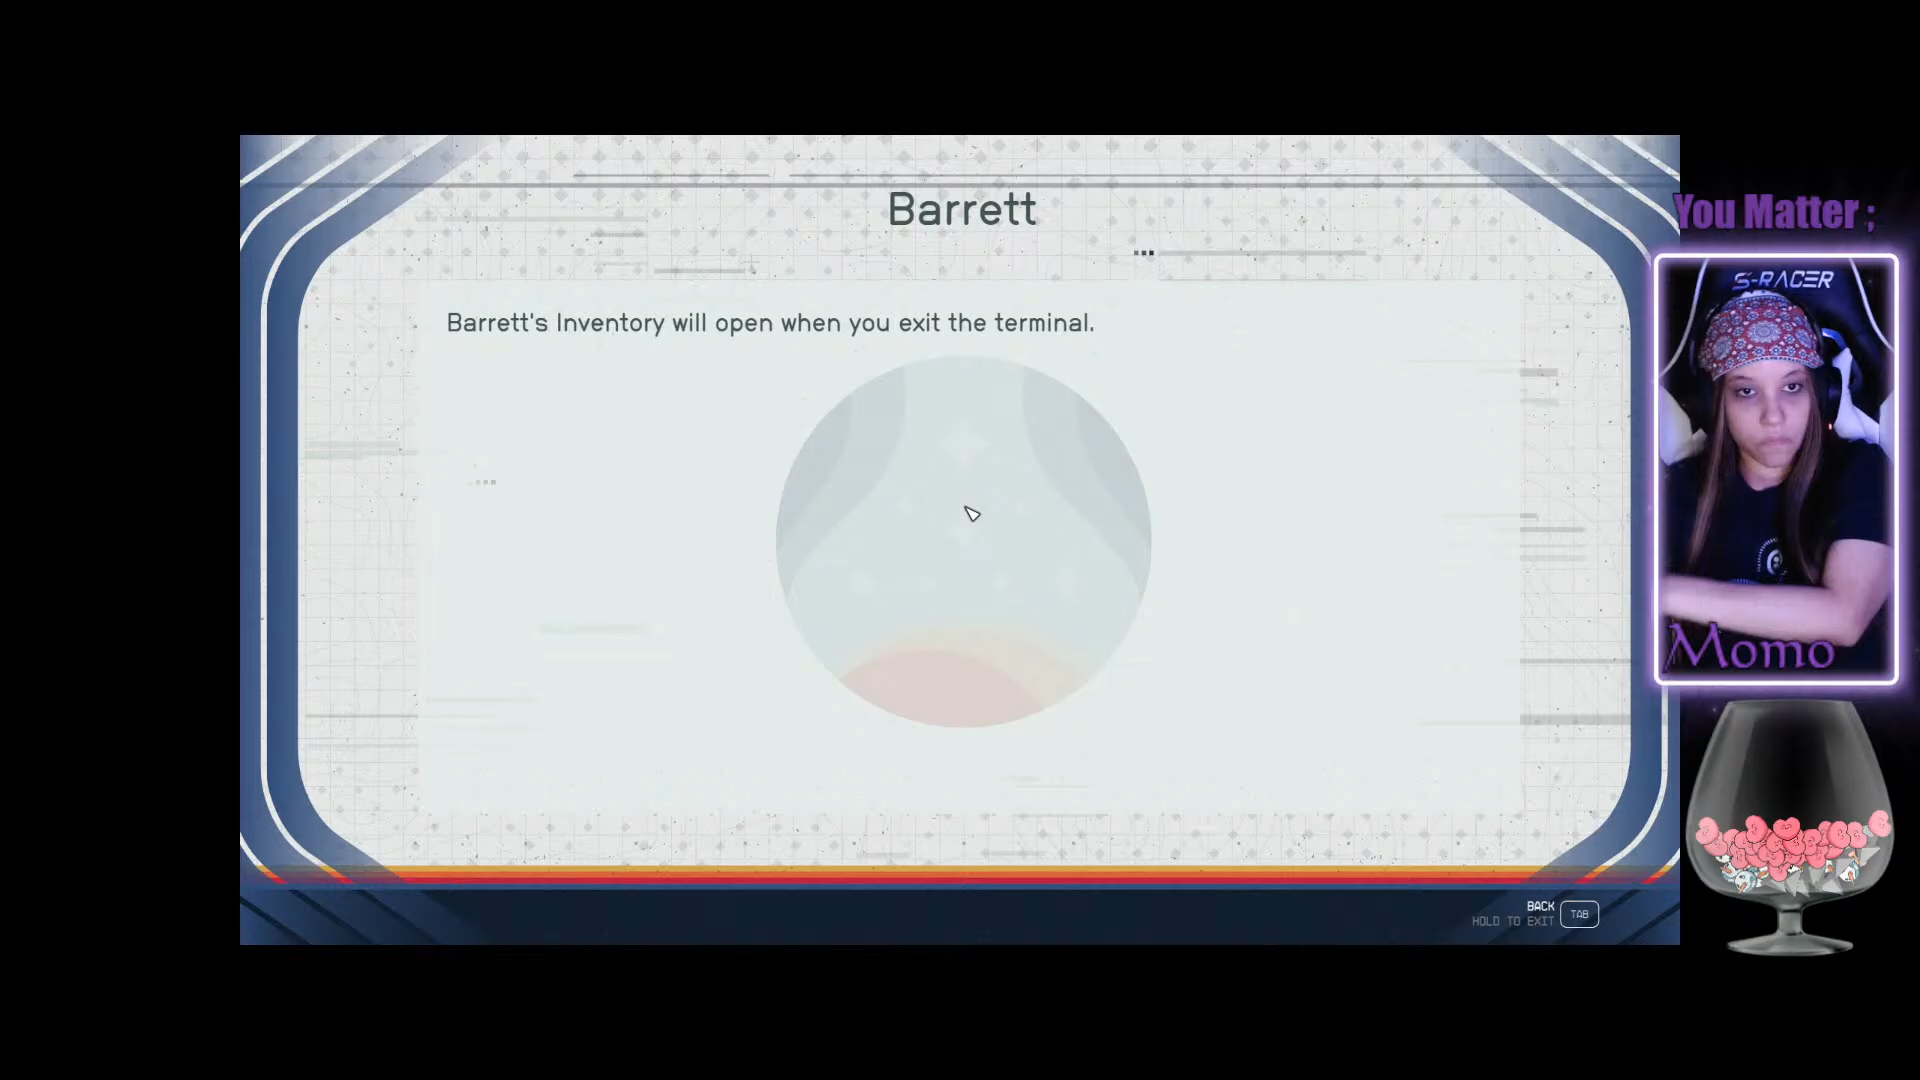 Barrett
Barrett's Inventory will open when you exit the terminal.
BACK
HOLD TO EXIT
TAB
You Matter ;
S-RACER
Momo